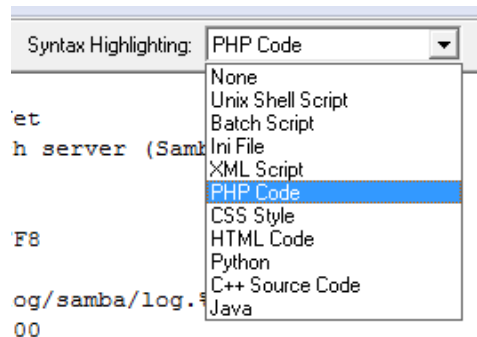 Syntax Highlighting: PHP Code
None
Unix Shell Script
et
Batch Script
h server (Samb
Ini File
XML Script
PHP Code
CSS Style
F8
HTML Code
Python
C++ Source Code
og/samba/log.
Java
00